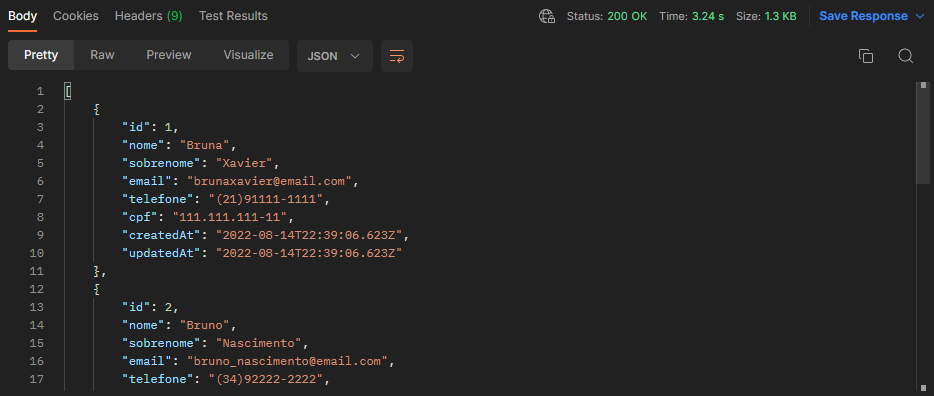 Body Cookies Headers (9) Test Results Status: 200 OK Time: 3.24 s Size: 1.3 KB Save Response
Pretty Raw Preview Visualize JSON
1 [
2 {
3 "id": 1,
4 "nome": "Bruna",
5 "sobrenome": "Xavier",
6 "email": "brunaxavier@email.com",
7 "telefone": "(21)91111-1111",
8 "cpf": "111.111.111-11",
9 "createdAt": "2022-08-14T22:39:06.623Z",
10 "updatedAt": "2022-08-14T22:39:06.623Z"
11 },
12 {
13 "id": 2,
14 "nome": "Bruno",
15 "sobrenome": "Nascimento",
16 "email": "bruno_nascimento@email.com",
17 "telefone": "(34)92222-2222",